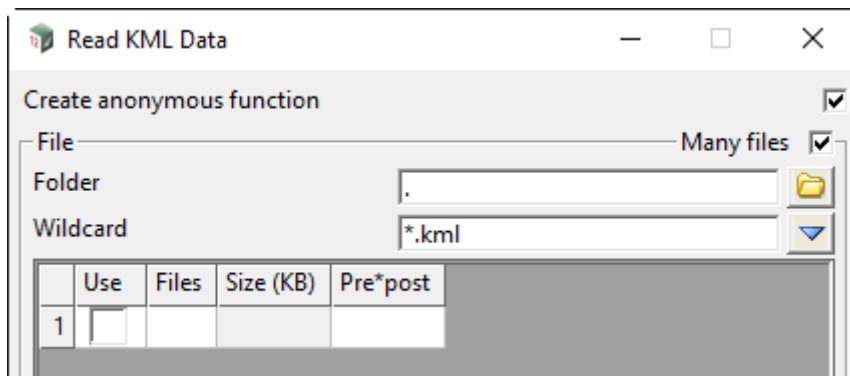 Read KML Data
Create anonymous function
File Many files
Folder .
Wildcard *.kml
Use Files Size (KB) Pre*post
1